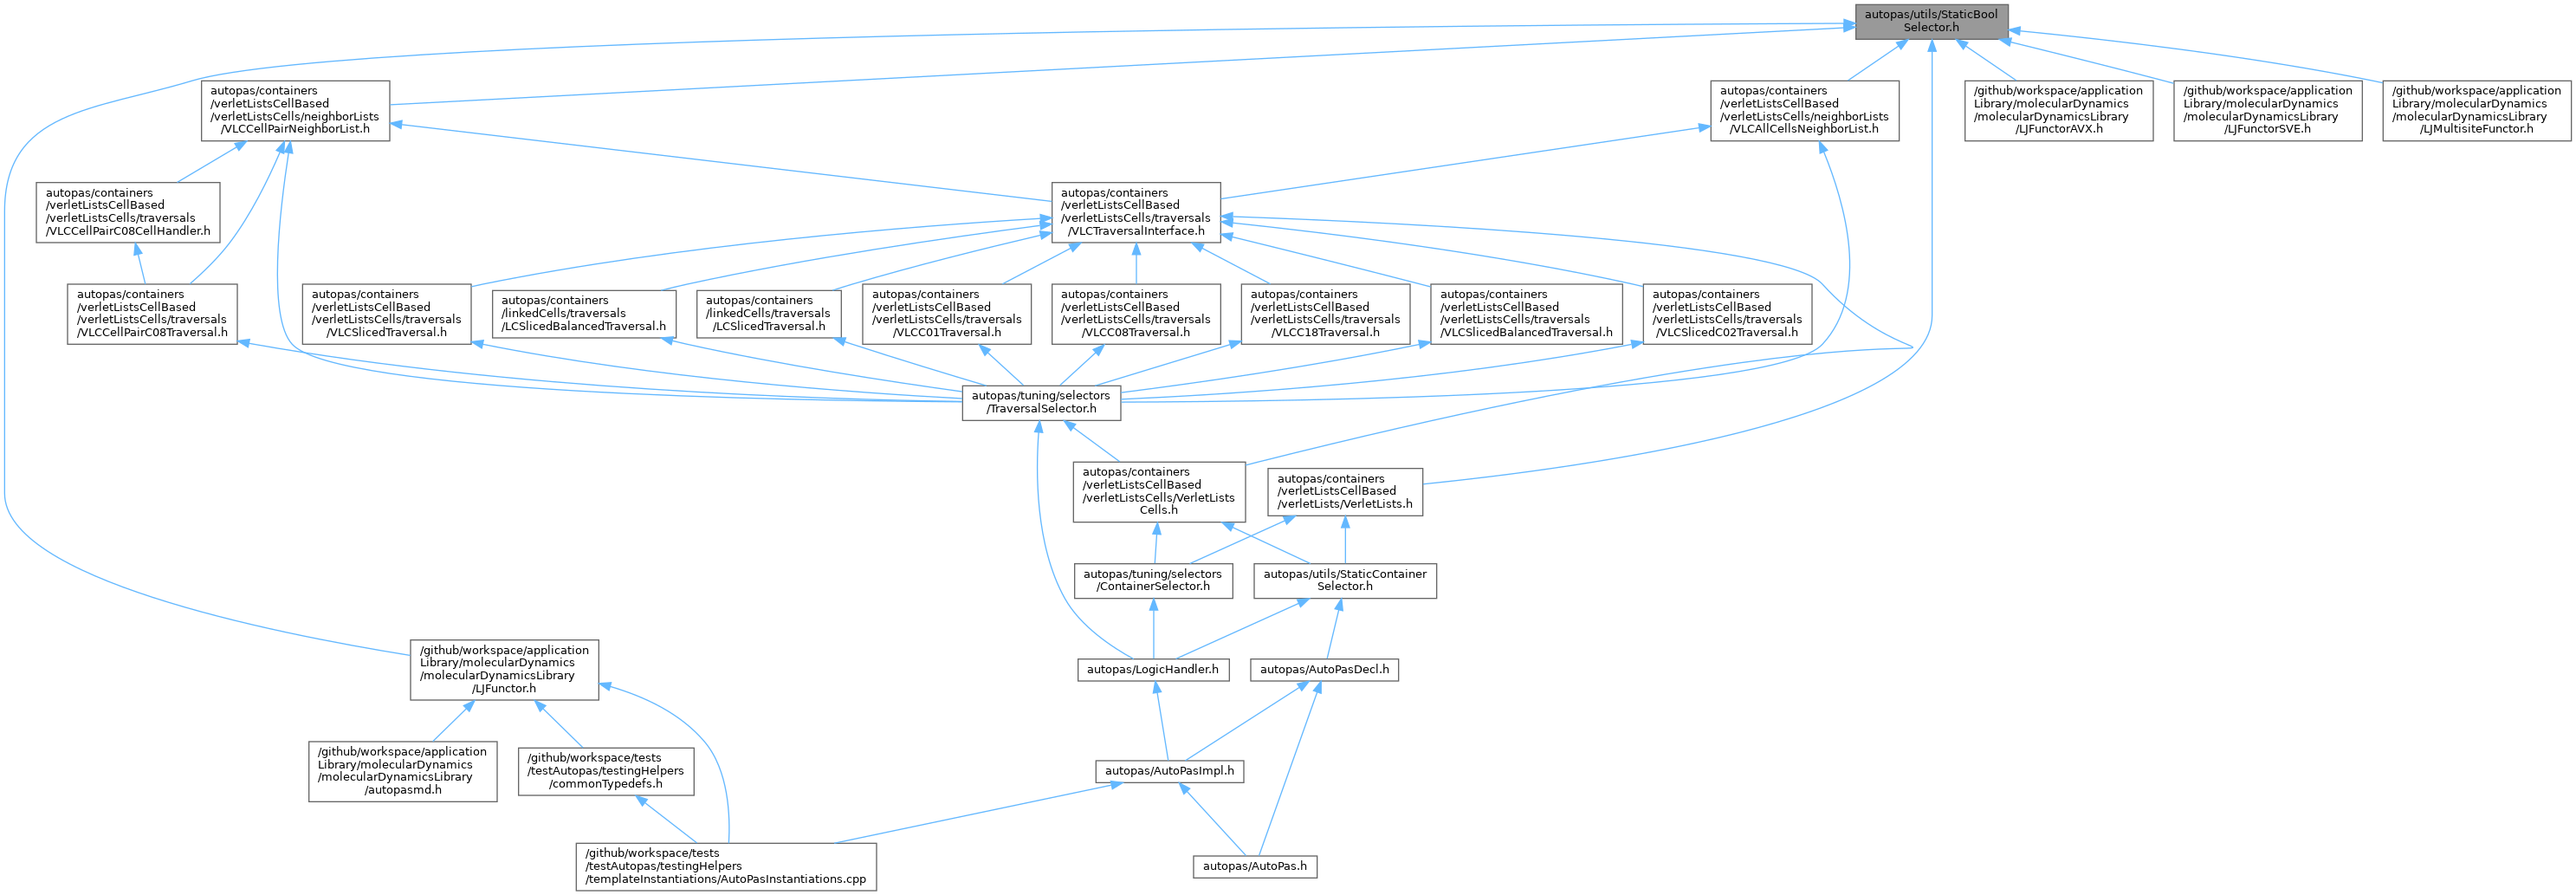 autopas/utils/StaticBool
Selector.h
autopas/containers
/verletListsCellBased
/verletListsCells/neighborLists
/VLCCellPairNeighborList.h
autopas/containers
/verletListsCellBased
/verletListsCells/neighborLists
/VLCAllCellsNeighborList.h
/github/workspace/application
Library/molecularDynamics
/molecularDynamicsLibrary
/LJFunctorAVX.h
/github/workspace/application
Library/molecularDynamics
/molecularDynamicsLibrary
/LJFunctorSVE.h
/github/workspace/application
Library/molecularDynamics
/molecularDynamicsLibrary
/LJMultisiteFunctor.h
autopas/containers
/verletListsCellBased
/verletListsCells/traversals
/VLCCellPairC08CellHandler.h
autopas/containers
/verletListsCellBased
/verletListsCells/traversals
/VLCTraversalInterface.h
autopas/containers
/verletListsCellBased
/verletListsCells/traversals
/VLCCellPairC08Traversal.h
autopas/containers
/verletListsCellBased
/verletListsCells/traversals
/VLCSlicedTraversal.h
autopas/containers
/linkedCells/traversals
/LCSlicedBalancedTraversal.h
autopas/containers
/linkedCells/traversals
/LCSlicedTraversal.h
autopas/containers
/verletListsCellBased
/verletListsCells/traversals
/VLCC01Traversal.h
autopas/containers
/verletListsCellBased
/verletListsCells/traversals
/VLCC08Traversal.h
autopas/containers
/verletListsCellBased
/verletListsCells/traversals
/VLCC18Traversal.h
autopas/containers
/verletListsCellBased
/verletListsCells/traversals
/VLCSlicedBalancedTraversal.h
autopas/containers
/verletListsCellBased
/verletListsCells/traversals
/VLCSlicedC02Traversal.h
autopas/tuning/selectors
/TraversalSelector.h
autopas/containers
/verletListsCellBased
/verletListsCells/VerletLists
Cells.h
autopas/containers
/verletListsCellBased
/verletLists/VerletLists.h
autopas/tuning/selectors
/ContainerSelector.h
autopas/utils/StaticContainer
Selector.h
/github/workspace/application
Library/molecularDynamics
/molecularDynamicsLibrary
/LJFunctor.h
autopas/LogicHandler.h
autopas/AutoPasDecl.h
/github/workspace/application
Library/molecularDynamics
/molecularDynamicsLibrary
/autopasmd.h
/github/workspace/tests
/testAutopas/testingHelpers
/commonTypedefs.h
autopas/AutoPasImpl.h
/github/workspace/tests
/testAutopas/testingHelpers
/templateInstantiations/AutoPasInstantiations.cpp
autopas/AutoPas.h